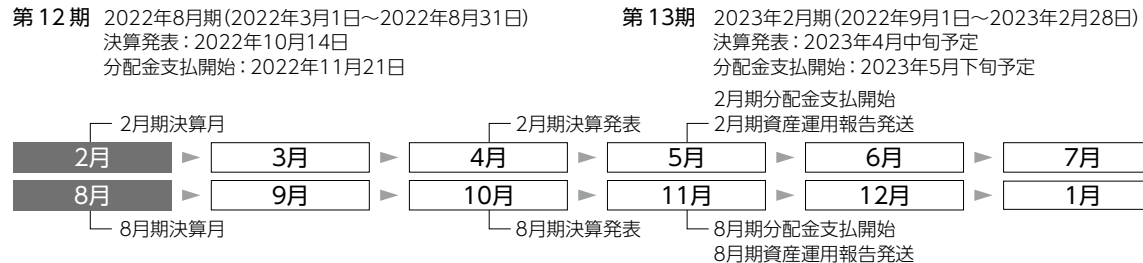 第12期 2022年8月期(2022年3月1日〜2022年8月31日)
決算発表：2022年10月14日
分配金支払開始：2022年11月21日
第13期 2023年2月期(2022年9月1日〜2023年2月28日)
決算発表：2023年4月中旬予定
分配金支払開始：2023年5月下旬予定
2月期決算月
2月期決算発表
2月期分配金支払開始
2月期資産運用報告発送
2月 ► 3月 ► 4月 ► 5月 ► 6月 ► 7月
8月 ► 9月 ► 10月 ► 11月 ► 12月 ► 1月
8月期決算月
8月期決算発表
8月期分配金支払開始
8月期資産運用報告発送